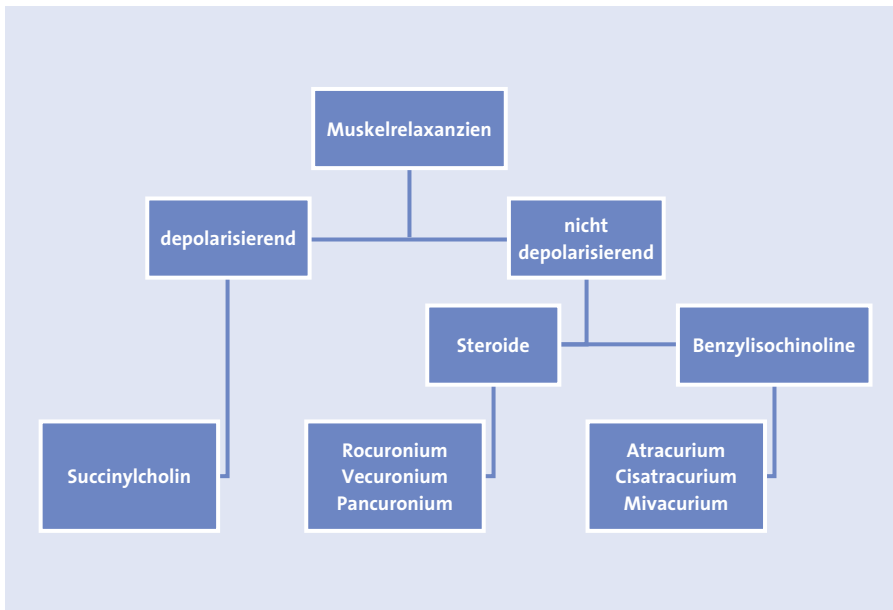 Muskelrelaxanzien
depolarisierend
nicht
depolarisierend
Steroide
Benzylisochinoline
Succinylcholin
Rocuronium
Vecuronium
Pancuronium
Atracurium
Cisatracurium
Mivacurium